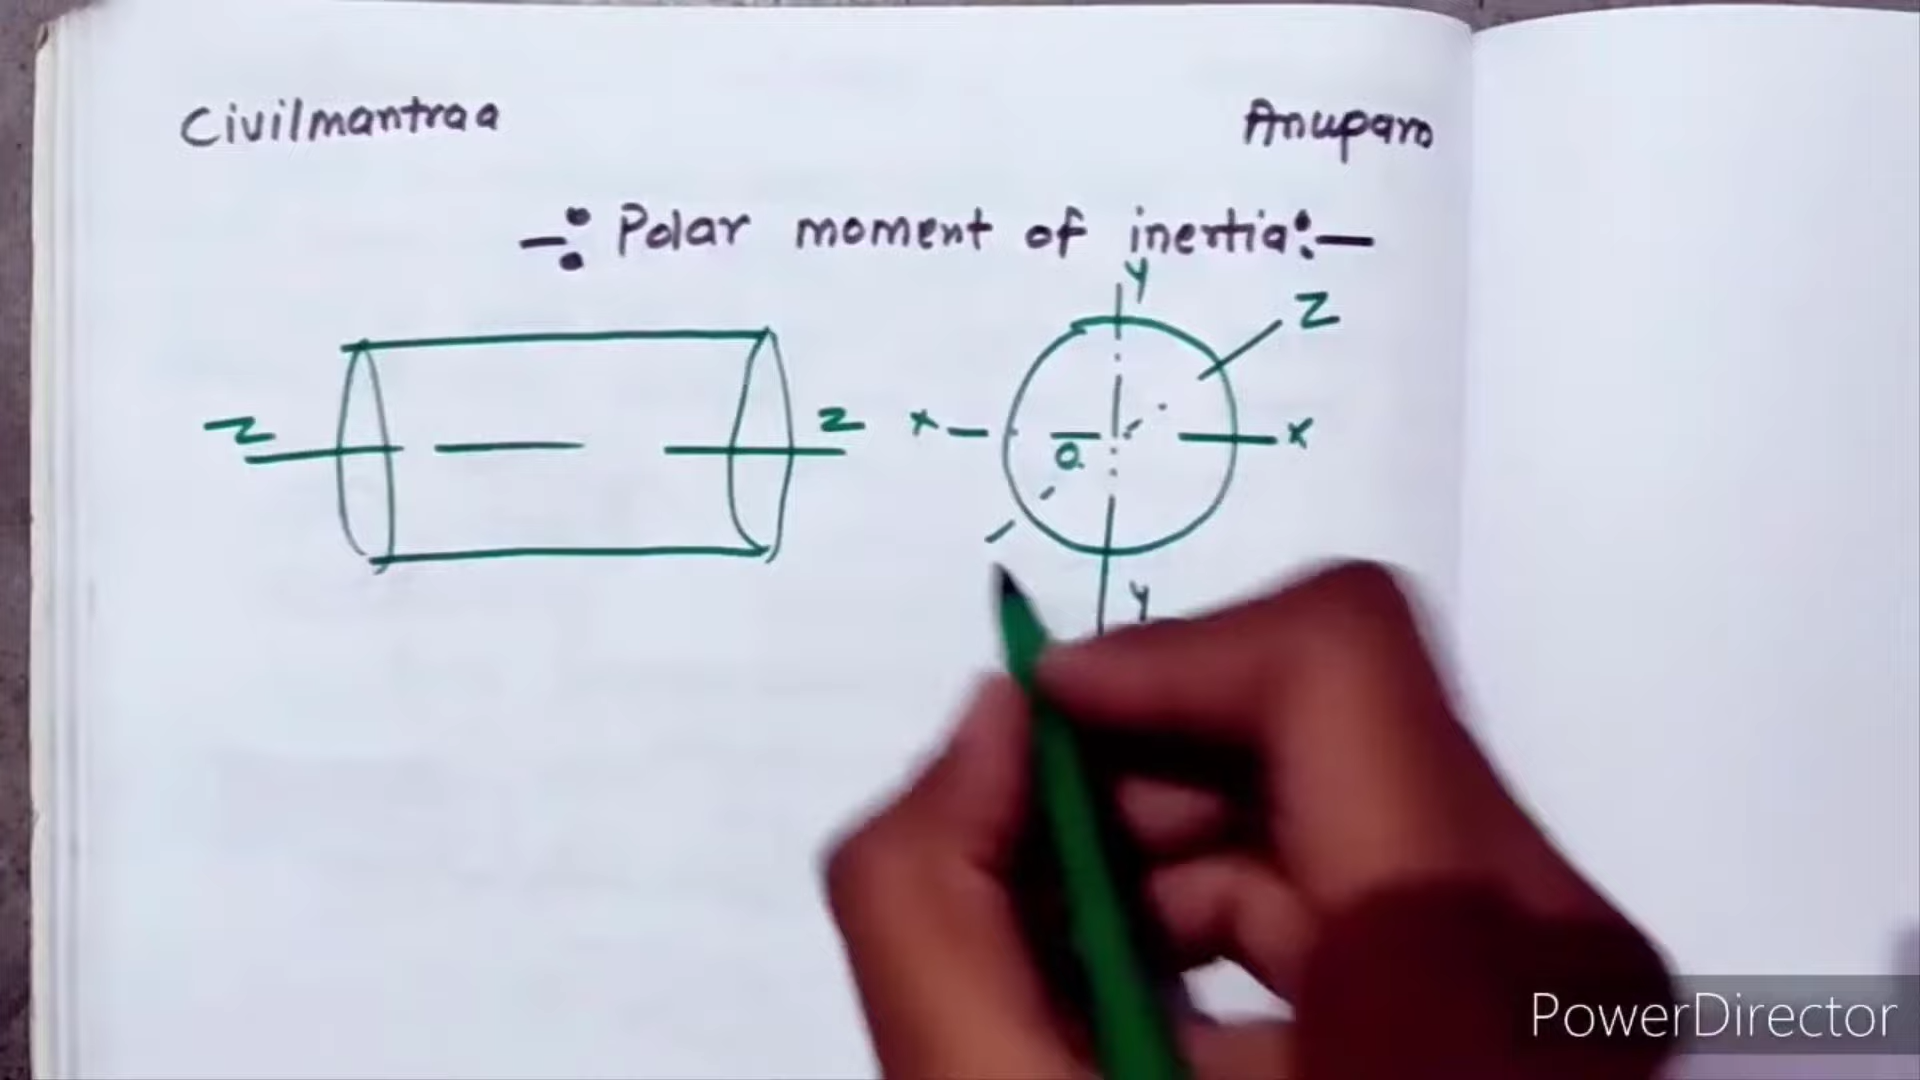 Civilmantraa
Anupam
-: Polar moment of inertia:-
Y
Z
Z
Z
X
X
O
Y
PowerDirector